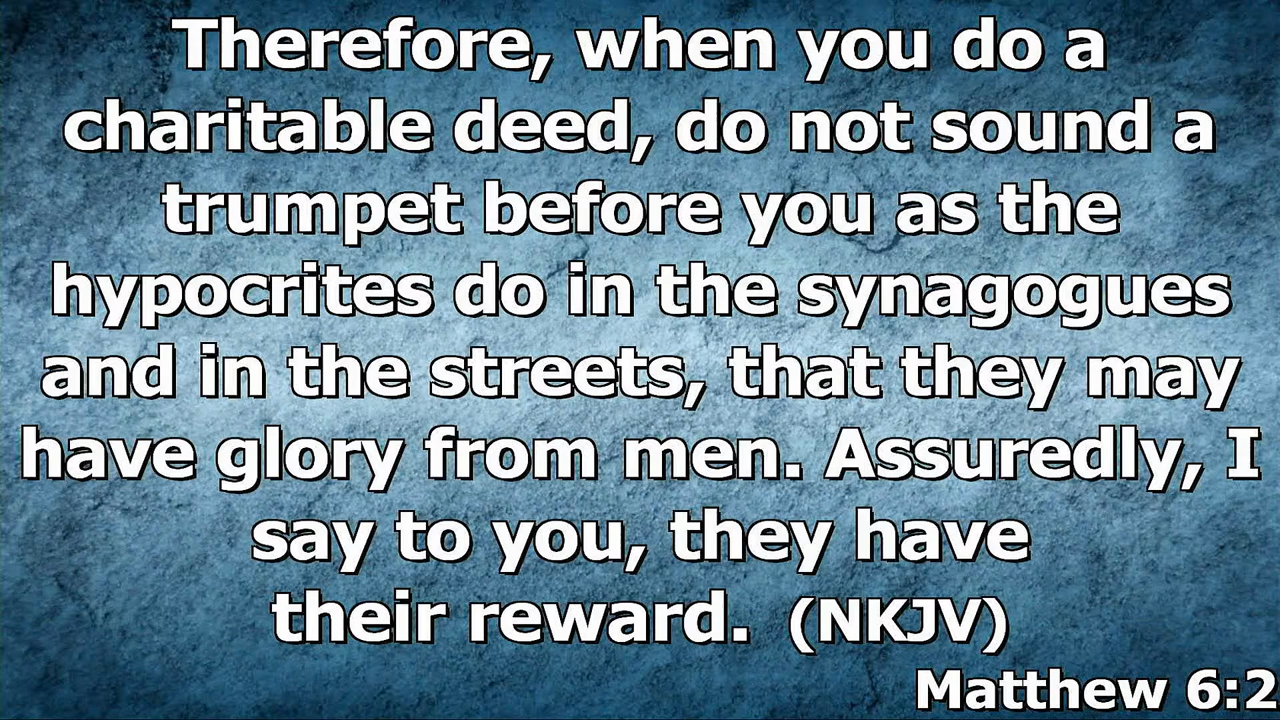 Therefore, when you do a
charitable deed, do not sound a
trumpet before you as the
hypocrites do in the synagogues
and in the streets, that they may
have glory from men. Assuredly, I
say to you, they have
their reward. (NKJV)
Matthew 6:2